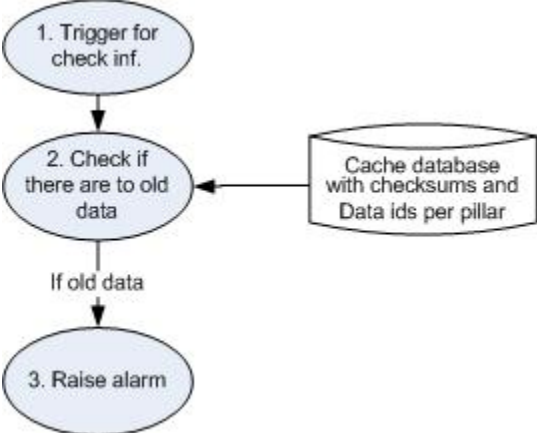 1. Trigger for
check inf.
2. Check if
there are to old
data
Cache database
with checksums and
Data ids per pillar
If old data
3. Raise alarm